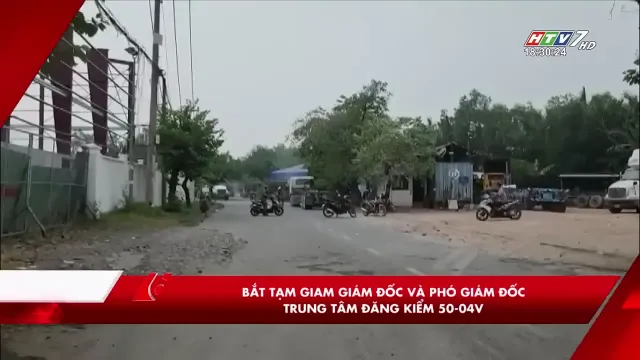 HTV7 HD
18:30:24
BẮT TẠM GIAM GIÁM ĐỐC VÀ PHÓ GIÁM ĐỐC
TRUNG TÂM ĐĂNG KIỂM 50-04V